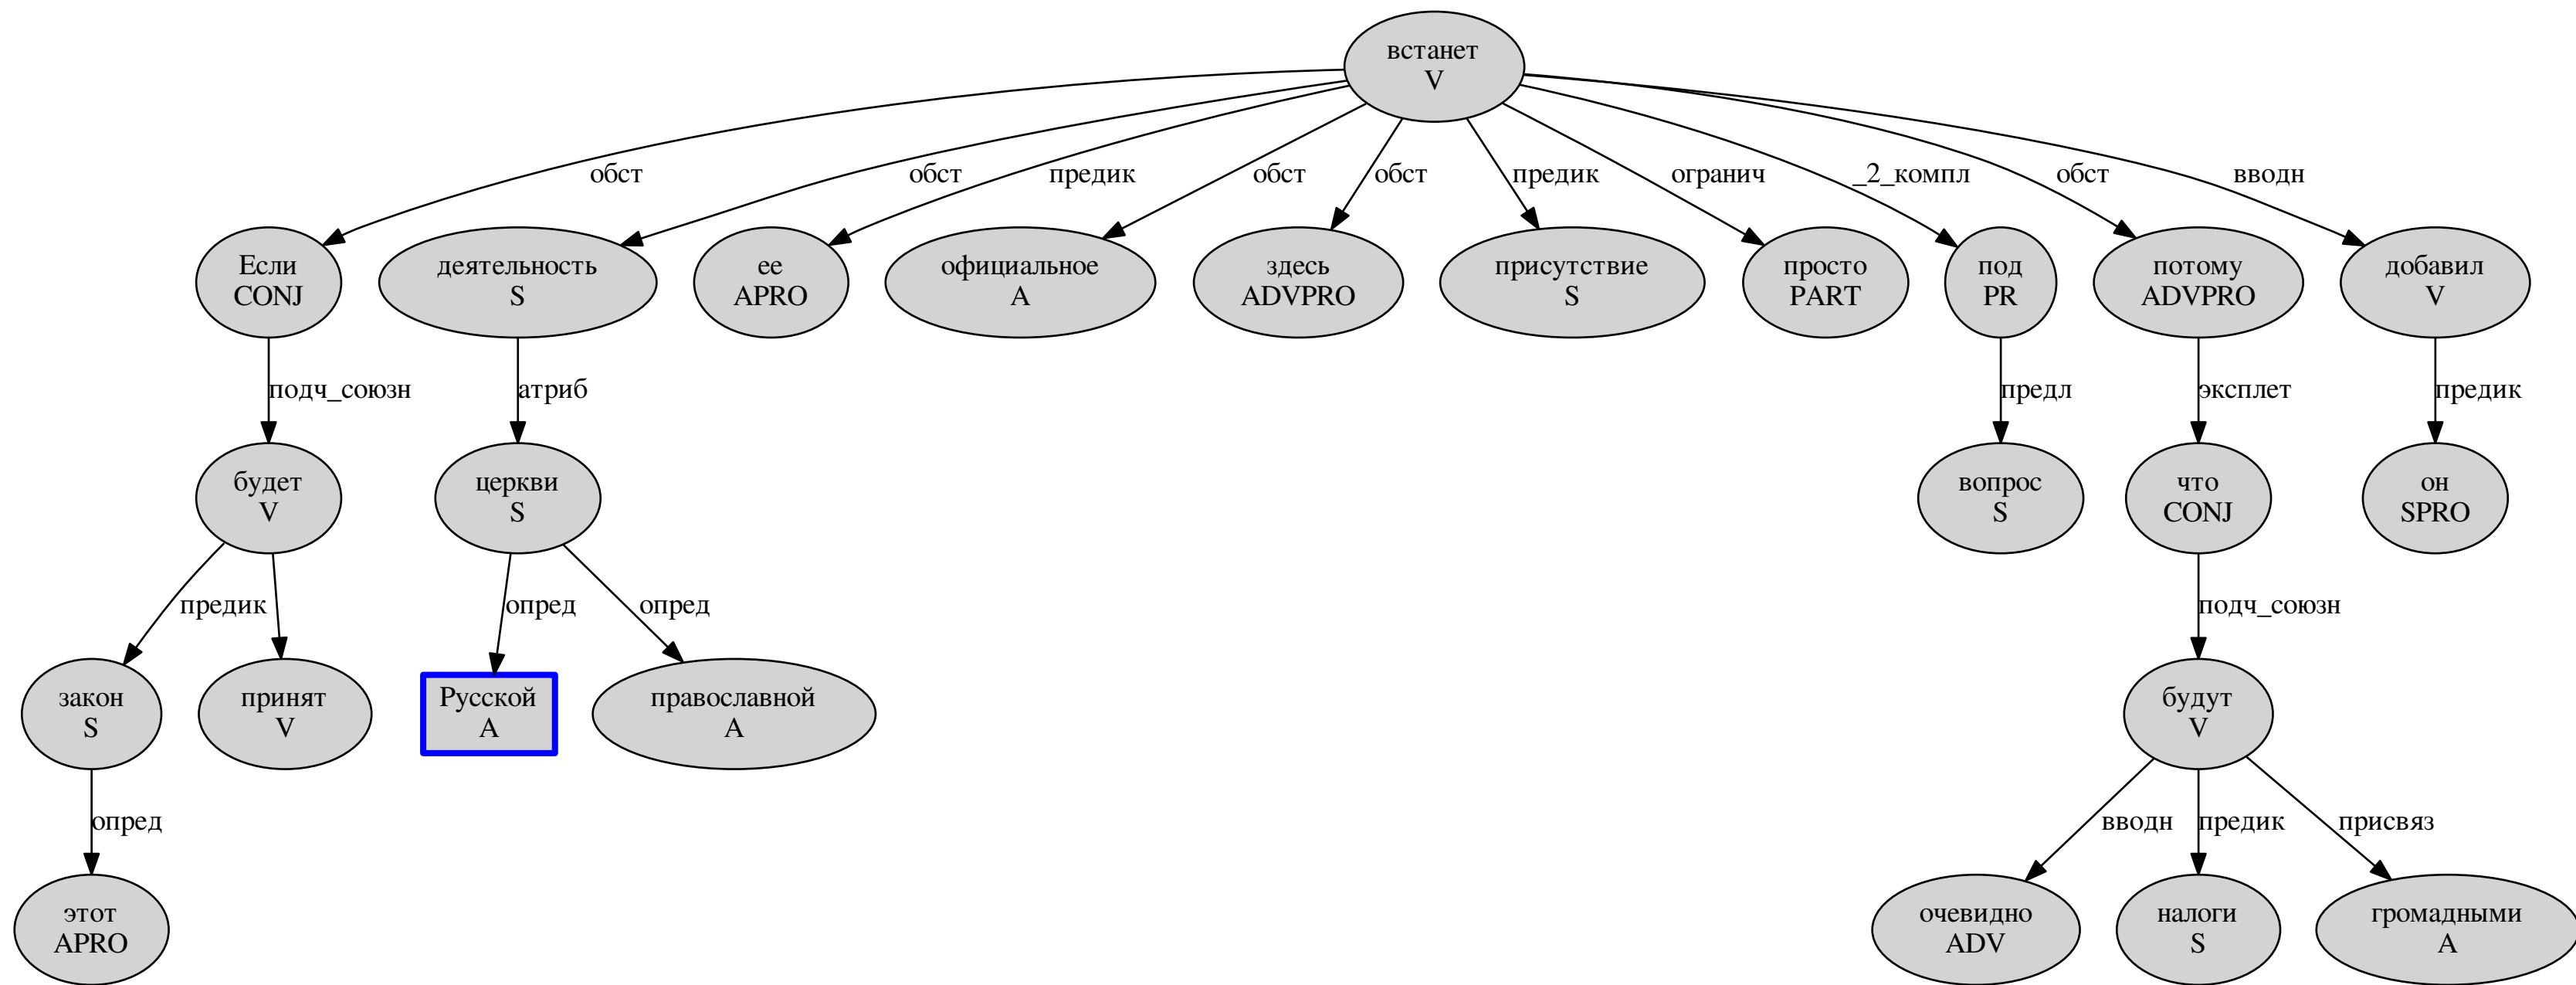 встанет
V
обст
обст
предик
обст
обст
предик
огранич
_2_компл
обст
вводн
Если
CONJ
деятельность
S
ее
APRO
официальное
A
здесь
ADVPRO
присутствие
S
просто
PART
под
PR
потому
ADVPRO
добавил
V
подч_союзн
атриб
предл
эксплет
предик
будет
V
церкви
S
вопрос
S
что
CONJ
он
SPRO
предик
опред
опред
подч_союзн
закон
S
принят
V
Русской
A
православной
A
будут
V
опред
вводн
предик
присвяз
этот
APRO
очевидно
ADV
налоги
S
громадными
A